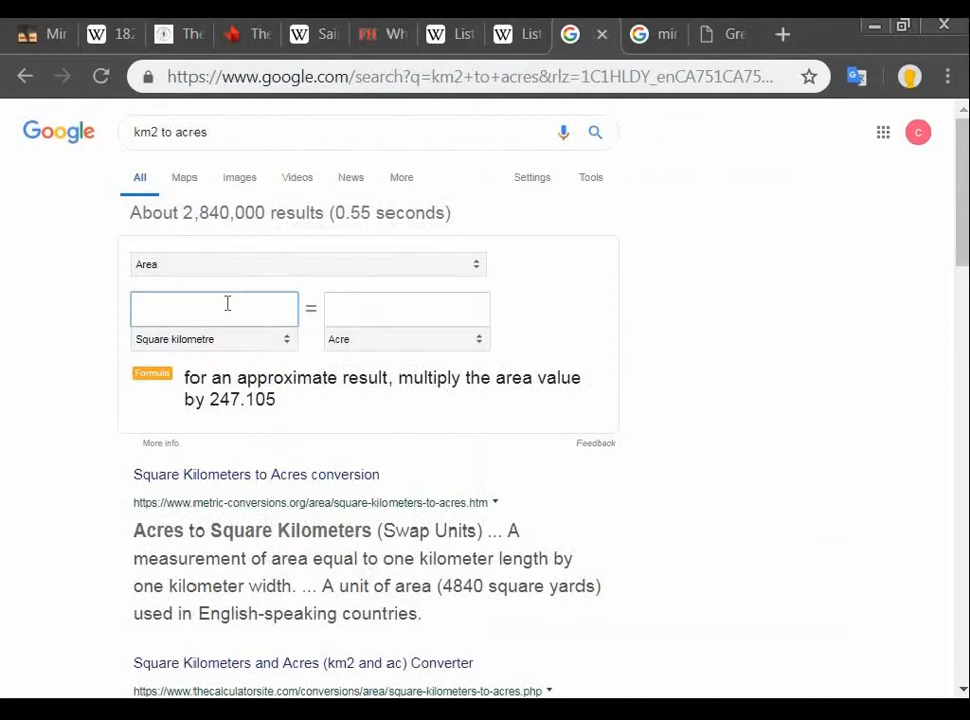 Mir
182
The
The
Sai
FH Wh
List
List
mir
Gre
https://www.google.com/search?q=km2+to+acres&rlz=1C1HLDY_enCA751CA75...
Google
km2 to acres
C
All Maps Images Videos News More Settings Tools
About 2,840,000 results (0.55 seconds)
Area
=
Square kilometre Acre
Formula for an approximate result, multiply the area value
by 247.105
More info Feedback
Square Kilometers to Acres conversion
https://www.metric-conversions.org/area/square-kilometers-to-acres.htm
Acres to Square Kilometers (Swap Units) ... A
measurement of area equal to one kilometer length by
one kilometer width. ... A unit of area (4840 square yards)
used in English-speaking countries.
Square Kilometers and Acres (km2 and ac) Converter
https://www.thecalculatorsite.com/conversions/area/square-kilometers-to-acres.php